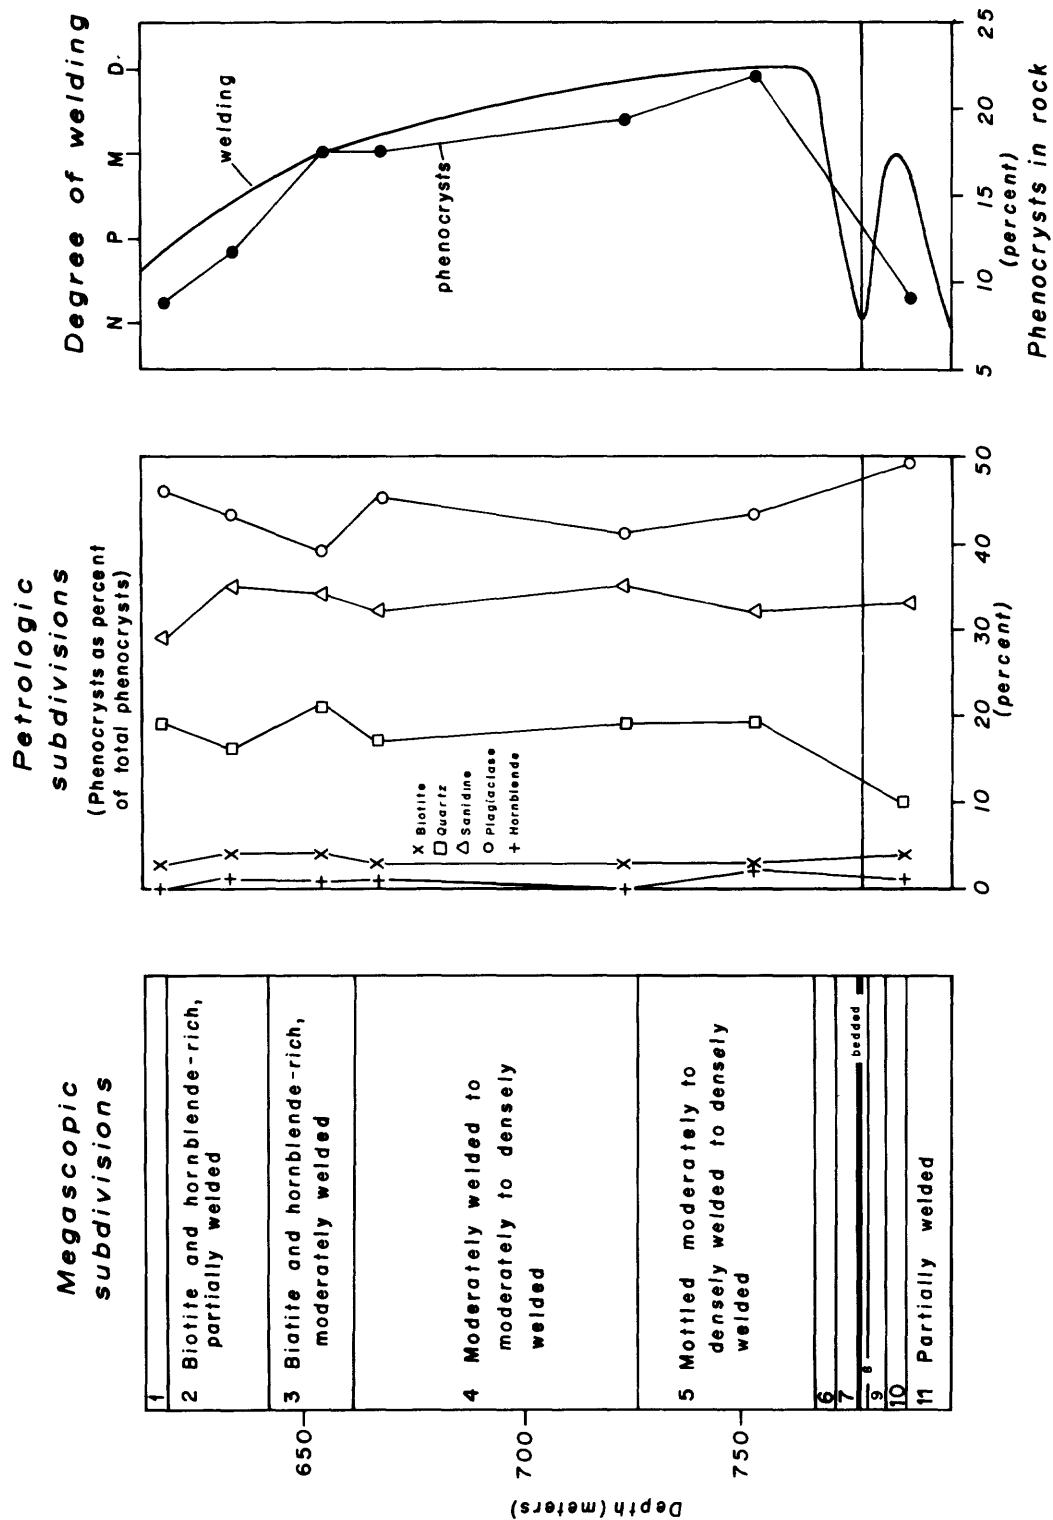 Megascopic
subdivisions
1
2 Biotite and hornblende-rich,
partially welded
3 Biatite and hornblende-rich,
moderately welded
4 Moderately welded to
moderately to densely
welded
5 Mottled moderately to
densely welded to densely
welded
6
7
bedded
8
9
10
11 Partially welded
650
700
750
Depth (meters)
Petrologic
subdivisions
(Phenocrysts as percent
of total phenocrysts)
Biotite
Quartz
Sanidine
Plagiaclase
Hornblende
0
10
20
30
40
50
(percent)
Degree of welding
N
P
M
D.
welding
phenocrysts
5
10
15
20
25
(percent)
Phenocrysts in rock